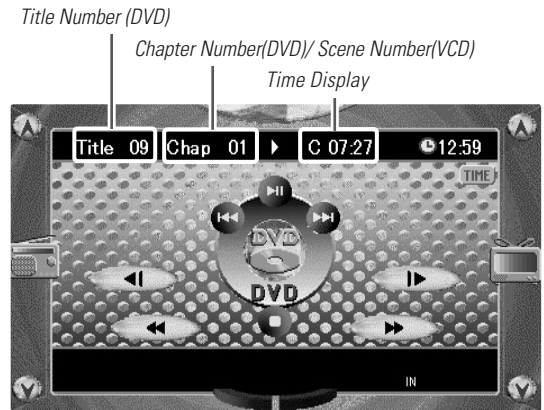 Title Number (DVD)
Chapter Number(DVD)/ Scene Number(VCD)
Time Display
Title 09 Chap 01 C 07:27 12:59
TIME
DVD
DVD
IN